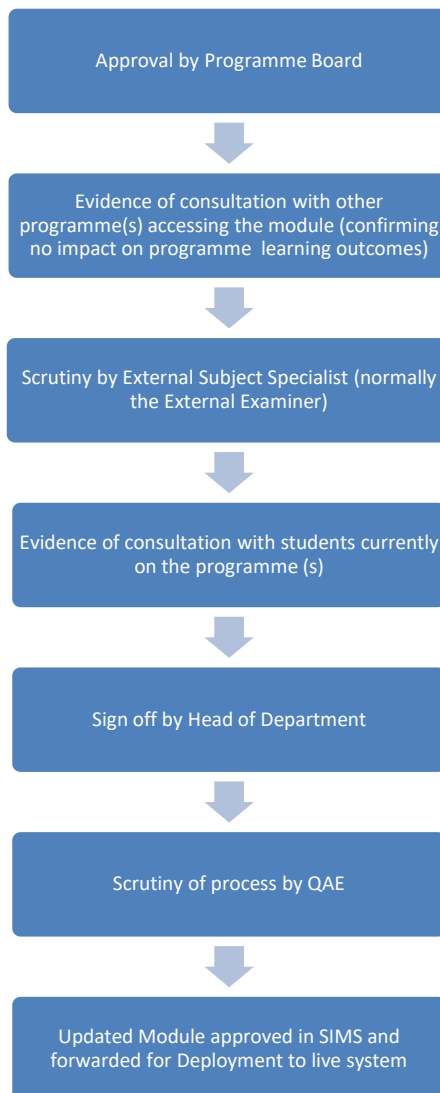 Approval by Programme Board
Evidence of consultation with other
programme(s) accessing the module (confirming
no impact on programme learning outcomes)
Scrutiny by External Subject Specialist (normally
the External Examiner)
Evidence of consultation with students currently
on the programme (s)
Sign off by Head of Department
Scrutiny of process by QAE
Updated Module approved in SIMS and
forwarded for Deployment to live system